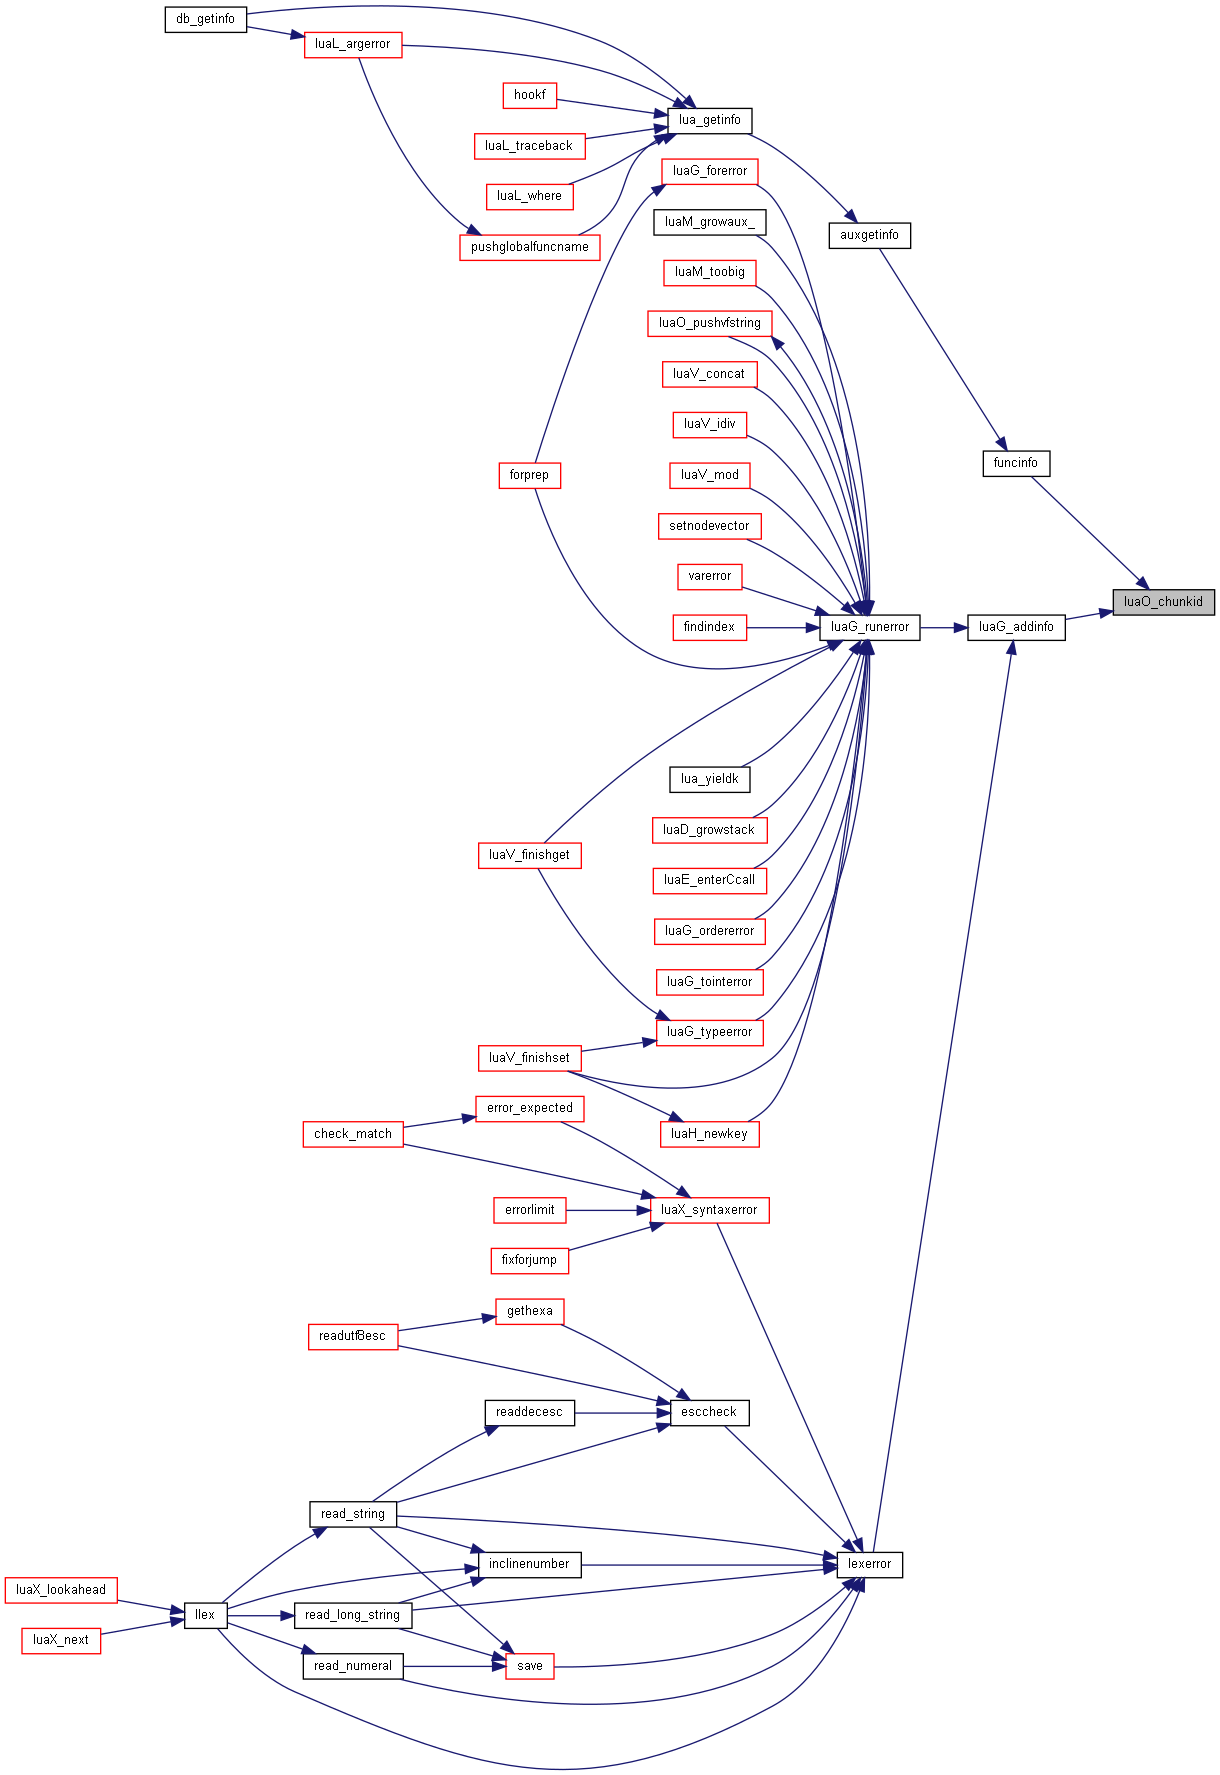 db_getinfo
luaL_argerror
hookf
lua_getinfo
luaL_traceback
luaG_forerror
luaL_where
luaM_growaux_
auxgetinfo
pushglobalfuncname
luaM_toobig
luaO_pushvfstring
luaV_concat
luaV_idiv
funcinfo
forprep
luaV_mod
setnodevector
varerror
luaO_chunkid
findindex
luaG_runerror
luaG_addinfo
lua_yieldk
luaD_growstack
luaV_finishget
luaE_enterCcall
luaG_ordererror
luaG_tointerror
luaG_typeerror
luaV_finishset
error_expected
check_match
luaH_newkey
errorlimit
luaX_syntaxerror
fixforjump
gethexa
readutf8esc
readdecesc
esccheck
read_string
inclinenumber
lexerror
luaX_lookahead
llex
read_long_string
luaX_next
read_numeral
save